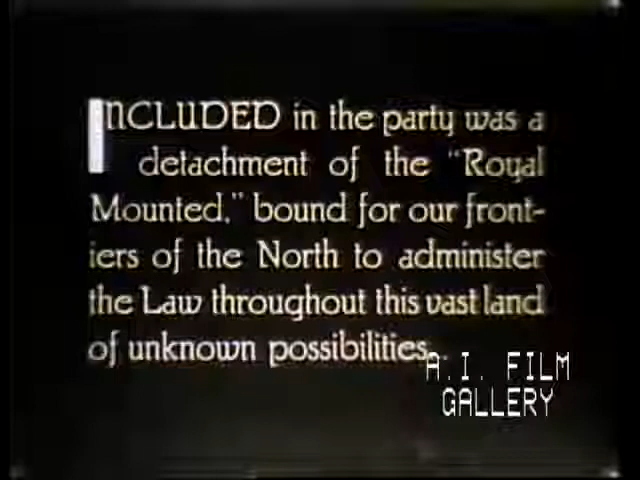 INCLUDED in the party was a
detachment of the “Royal
Mounted,” bound for our front-
iers of the North to administer
the Law throughout this vast land
of unknown possibilities.
A.I. FILM
GALLERY